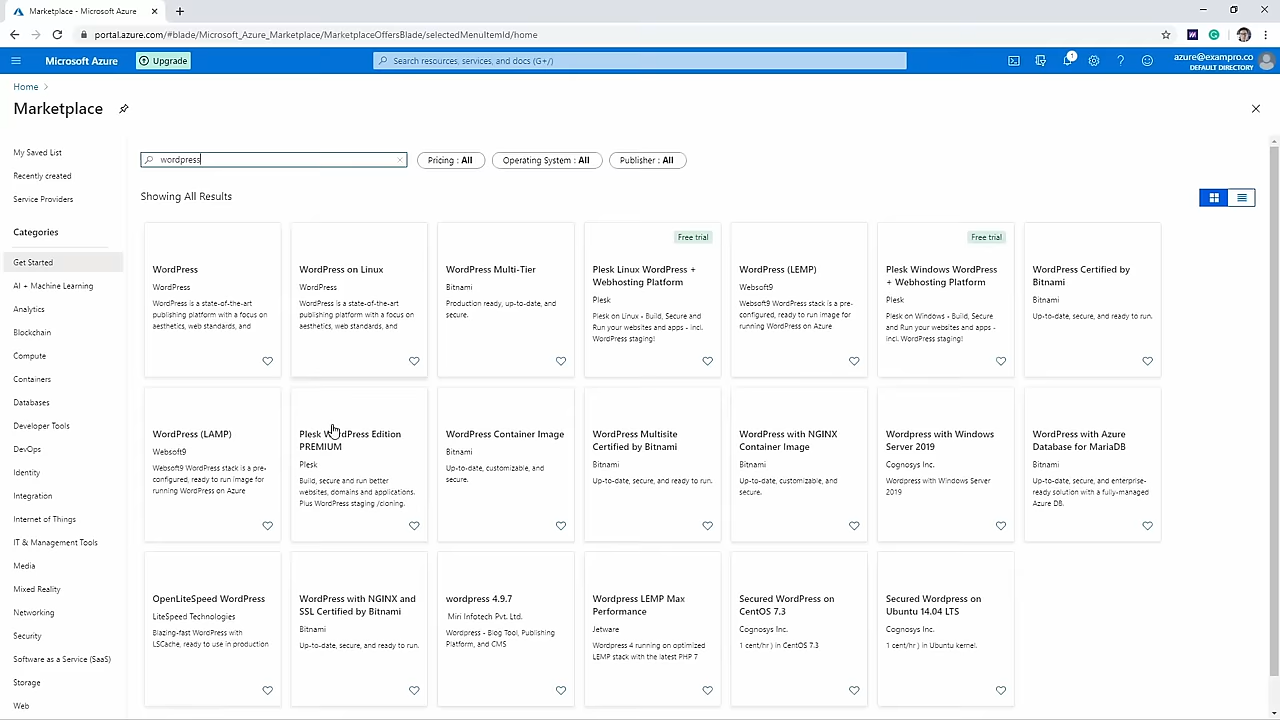 Marketplace - Microsoft Azure
portal.azure.com/#blade/Microsoft_Azure_Marketplace/MarketplaceOffersBlade/selectedMenuItemId/home
Microsoft Azure
Upgrade
Search resources, services, and docs (G+/)
1
azure@exampro.co
DEFAULT DIRECTORY
Home >
Marketplace
My Saved List
Recently created
Service Providers
Categories
Get Started
AI + Machine Learning
Analytics
Blockchain
Compute
Containers
Databases
Developer Tools
DevOps
Identity
Integration
Internet of Things
IT & Management Tools
Media
Mixed Reality
Networking
Security
Software as a Service (SaaS)
Storage
Web
wordpress
Pricing : All
Operating System : All
Publisher : All
Showing All Results
WordPress
WordPress
WordPress is a state-of-the-art
publishing platform with a focus on
aesthetics, web standards, and
WordPress on Linux
WordPress
WordPress is a state-of-the-art
publishing platform with a focus on
aesthetics, web standards, and
WordPress Multi-Tier
Bitnami
Production ready, up-to-date, and
secure.
Free trial
Plesk Linux WordPress +
Webhosting Platform
Plesk
Plesk on Linux - Build, Secure and
Run your websites and apps - incl.
WordPress staging!
WordPress (LEMP)
Websoft9
Websoft9 WordPress stack is a pre-
configured, ready to run image for
running WordPress on Azure
Free trial
Plesk Windows WordPress
+ Webhosting Platform
Plesk
Plesk on Windows - Build, Secure
and Run your websites and apps -
incl. WordPress staging!
WordPress Certified by
Bitnami
Bitnami
Up-to-date, secure, and ready to run.
WordPress (LAMP)
Websoft9
Websoft9 WordPress stack is a pre-
configured, ready to run image for
running WordPress on Azure
Plesk WordPress Edition
PREMIUM
Plesk
Build, secure and run better
websites, domains and applications.
Plus WordPress staging /cloning.
WordPress Container Image
Bitnami
Up-to-date, customizable, and
secure.
WordPress Multisite
Certified by Bitnami
Bitnami
Up-to-date, secure, and ready to run.
WordPress with NGINX
Container Image
Bitnami
Up-to-date, customizable, and
secure.
Wordpress with Windows
Server 2019
Cognosys Inc.
Wordpress with Windows Server
2019
WordPress with Azure
Database for MariaDB
Bitnami
Up-to-date, secure, and enterprise-
ready solution with a fully-managed
Azure DB.
OpenLiteSpeed WordPress
LiteSpeed Technologies
Blazing-fast WordPress with
LSCache, ready to use in production
WordPress with NGINX and
SSL Certified by Bitnami
Bitnami
Up-to-date, secure, and ready to run.
wordpress 4.9.7
Miri Infotech Pvt. Ltd.
Wordpress - Blog Tool, Publishing
Platform, and CMS
Wordpress LEMP Max
Performance
Jetware
Wordpress 4 running on optimized
LEMP stack with the latest PHP 7
Secured WordPress on
CentOS 7.3
Cognosys Inc.
1 cent/hr ) in CentOS 7.3
Secured Wordpress on
Ubuntu 14.04 LTS
Cognosys Inc.
1 cent/hr ) in Ubuntu kernel.